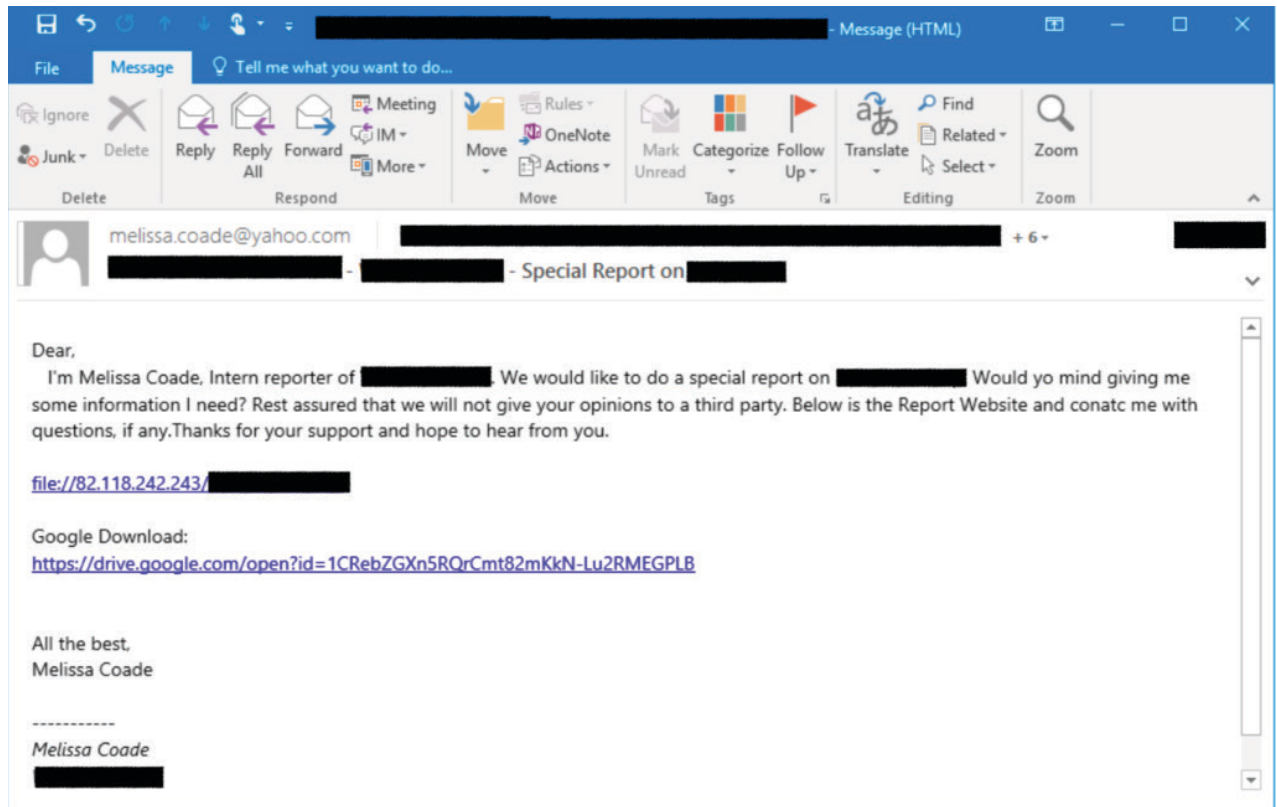 - Message (HTML)
File Message Tell me what you want to do...
Ignore
Junk
Delete
Reply
Reply All
Forward
Meeting
IM
More
Move
Rules
OneNote
Actions
Mark Unread
Categorize
Follow Up
Translate
Find
Related
Select
Zoom
Delete Respond Move Tags Editing Zoom
melissa.coade@yahoo.com + 6
- - Special Report on
Dear,
I'm Melissa Coade, Intern reporter of . We would like to do a special report on Would yo mind giving me
some information I need? Rest assured that we will not give your opinions to a third party. Below is the Report Website and conatc me with
questions, if any.Thanks for your support and hope to hear from you.
file://82.118.242.243/
Google Download:
https://drive.google.com/open?id=1CRebZGXn5RQrCmt82mKkN-Lu2RMEGPLB
All the best,
Melissa Coade
-----------
Melissa Coade